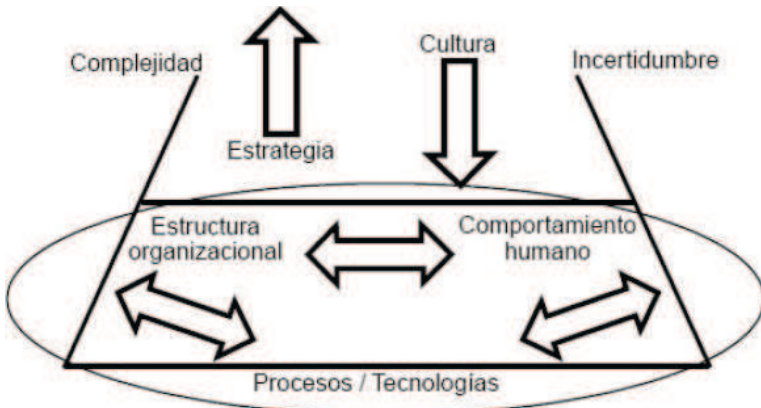 Complejidad
Cultura
Incertidumbre
Estrategia
Estructura
organizacional
Comportamiento
humano
Procesos / Tecnologías